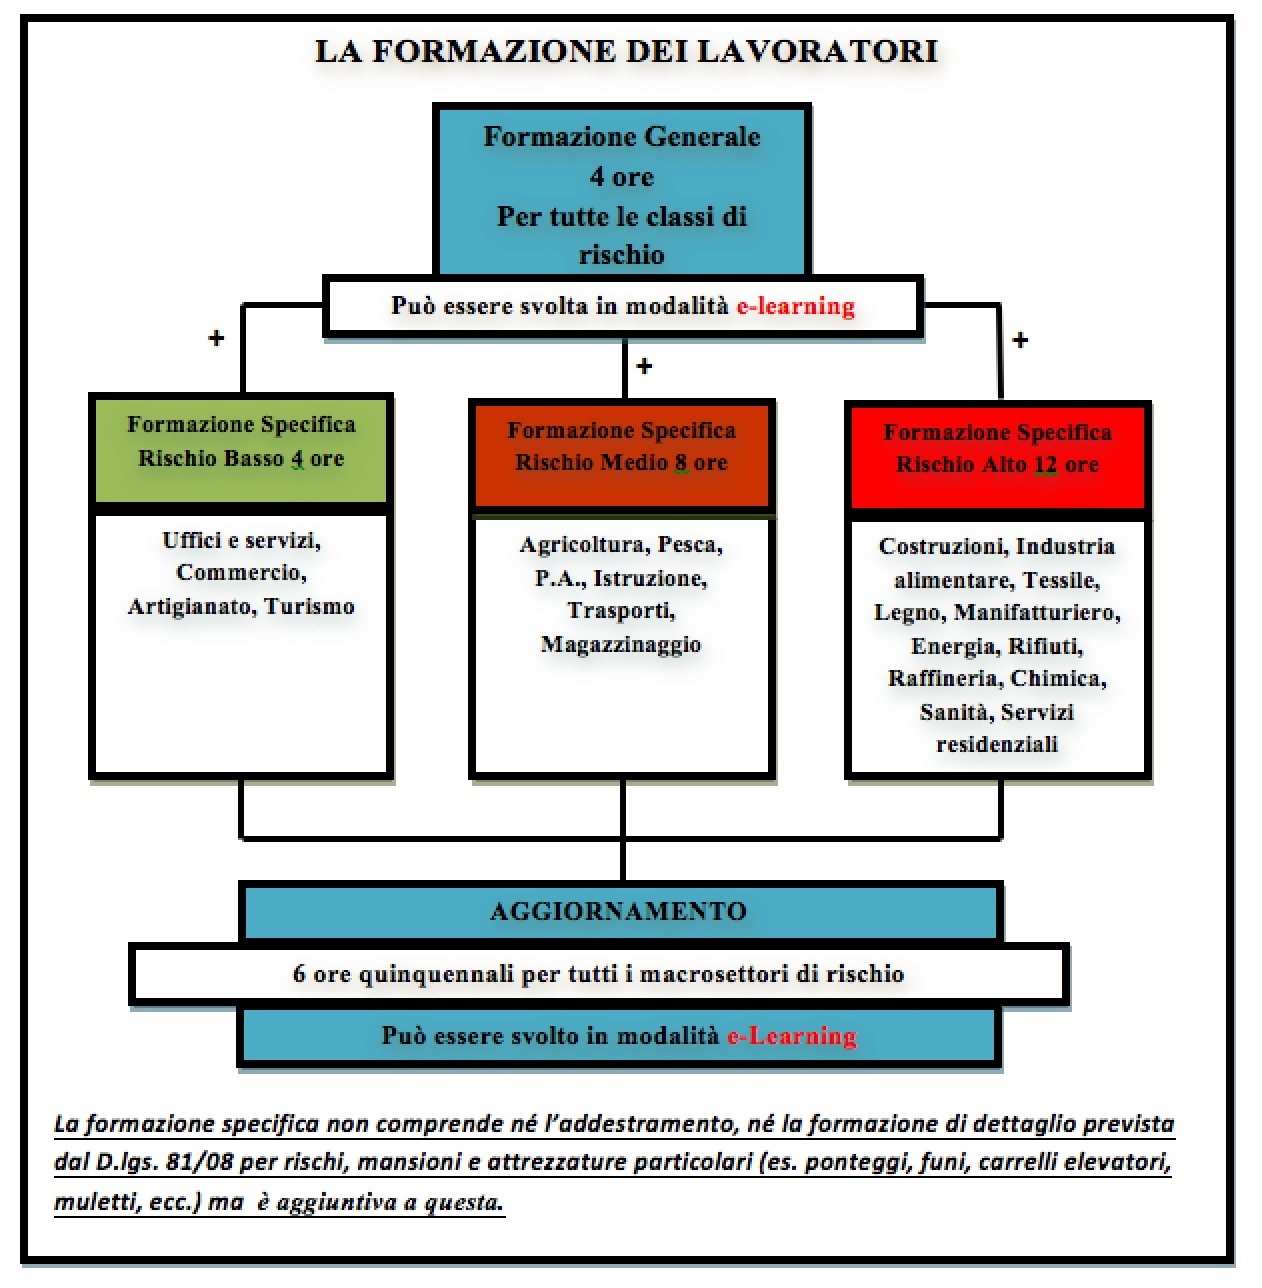 LA FORMAZIONE DEI LAVORATORI
Formazione Generale
4 ore
Per tutte le classi di
rischio
Può essere svolta in modalità e-learning
+
+
+
Formazione Specifica
Rischio Basso 4 ore
Uffici e servizi,
Commercio,
Artigianato, Turismo
Formazione Specifica
Rischio Medio 8 ore
Agricoltura, Pesca,
P.A., Istruzione,
Trasporti,
Magazzinaggio
Formazione Specifica
Rischio Alto 12 ore
Costruzioni, Industria
alimentare, Tessile,
Legno, Manifatturiero,
Energia, Rifiuti,
Raffineria, Chimica,
Sanità, Servizi
residenziali
AGGIORNAMENTO
6 ore quinquennali per tutti i macrosettori di rischio
Può essere svolto in modalità e-Learning
La formazione specifica non comprende né l'addestramento, né la formazione di dettaglio prevista
dal D.lgs. 81/08 per rischi, mansioni e attrezzature particolari (es. ponteggi, funi, carrelli elevatori,
muletti, ecc.) ma è aggiuntiva a questa.